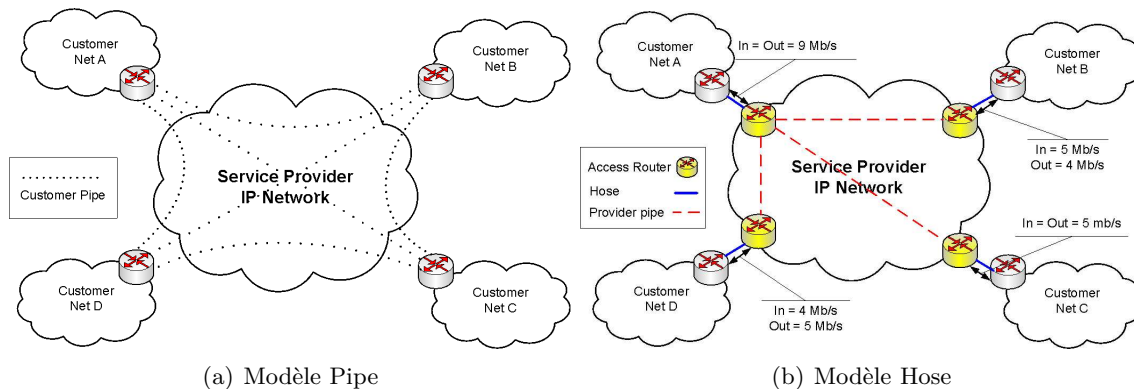 Customer
Net A
Customer
Net B
Customer Pipe
Service Provider
IP Network
Customer
Net D
Customer
Net C
(a) Modèle Pipe
Customer
Net A
In = Out = 9 Mb/s
Customer
Net B
In = 5 Mb/s
Out = 4 Mb/s
Access Router
Hose
Provider pipe
Service Provider
IP Network
In = Out = 5 mb/s
Customer
Net D
In = 4 Mb/s
Out = 5 Mb/s
Customer
Net C
(b) Modèle Hose